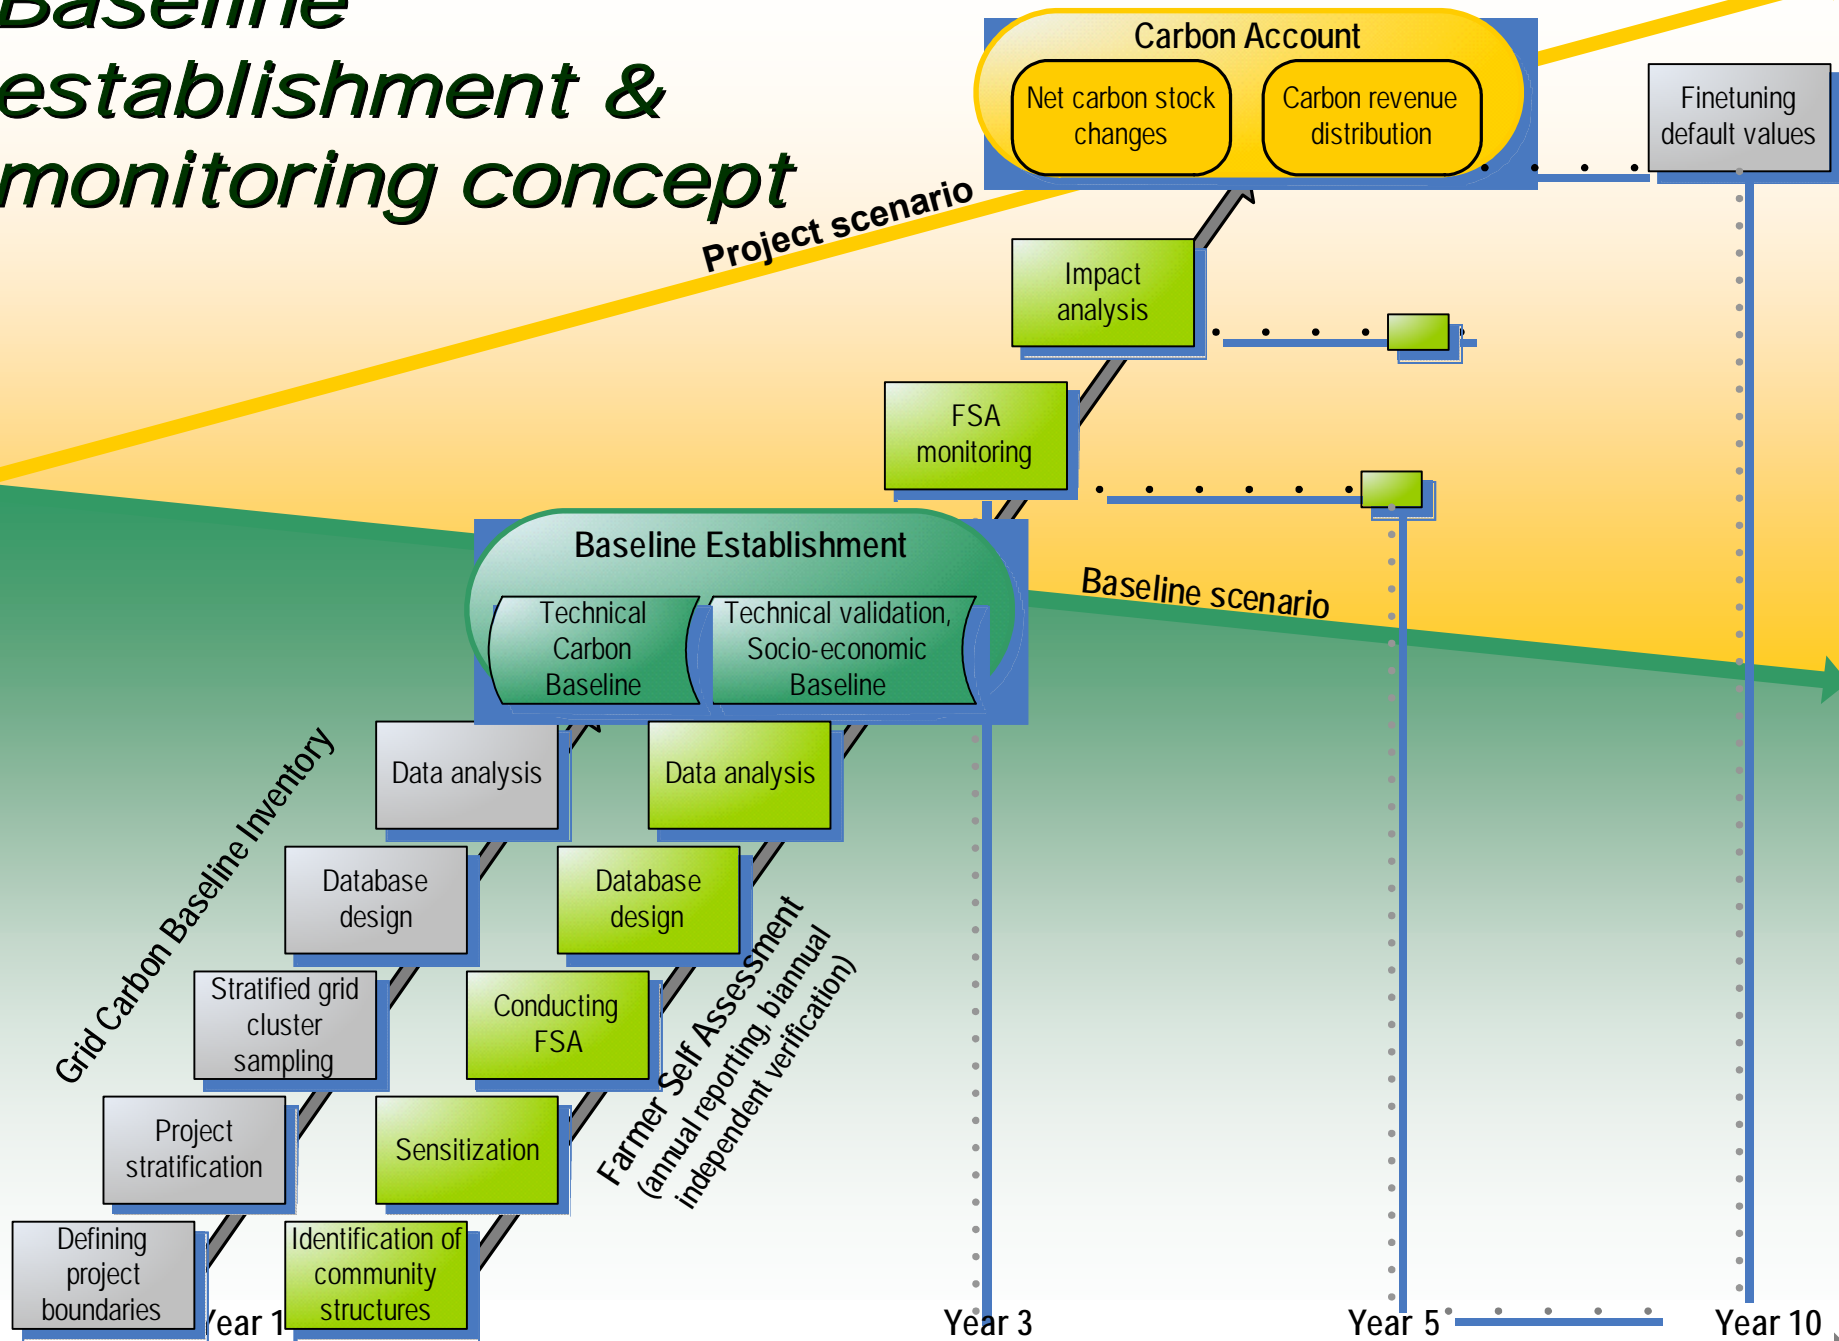 Baseline
establishment &
monitoring concept
Carbon Account
Net carbon stock
changes
Carbon revenue
distribution
Finetuning
default values
Project scenario
Impact
analysis
FSA
monitoring
Baseline Establishment
Technical
Carbon
Baseline
Technical validation,
Socio-economic
Baseline
Baseline scenario
Grid Carbon Baseline Inventory
Data analysis
Data analysis
Database
design
Database
design
Stratified grid
cluster
sampling
Conducting
FSA
Farmer Self Assessment
(annual reporting, biannual
independent verification)
Project
stratification
Sensitization
Defining
project
boundaries
Identification of
community
structures
Year 1
Year 3
Year 5
Year 10